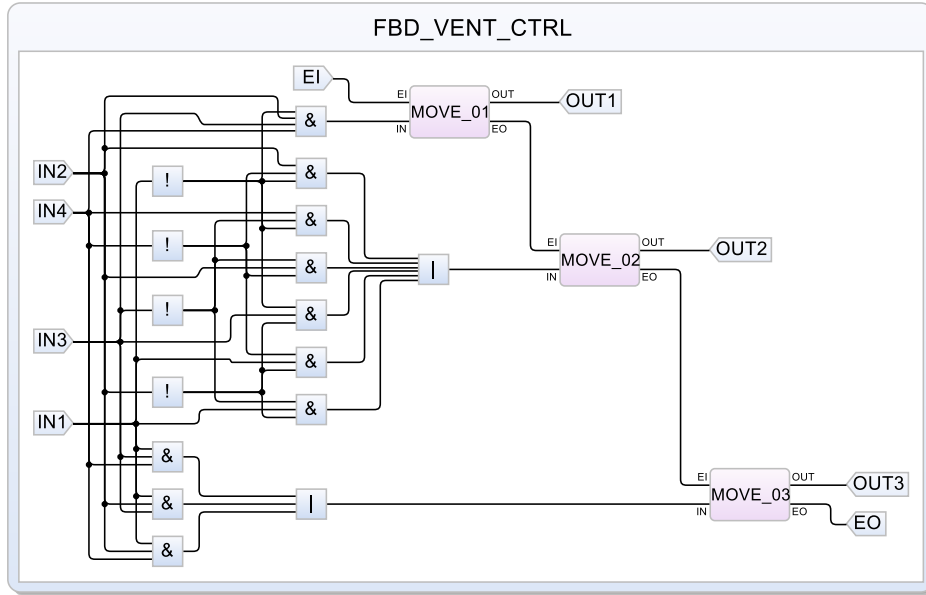 FBD_VENT_CTRL
EI
EI
OUT
OUT1
MOVE_01
&
IN
EO
IN2
&
!
IN4
&
!
EI
OUT
OUT2
&
|
MOVE_02
IN
EO
!
&
IN3
&
!
&
IN1
&
EI
OUT
OUT3
&
|
MOVE_03
IN
EO
EO
&